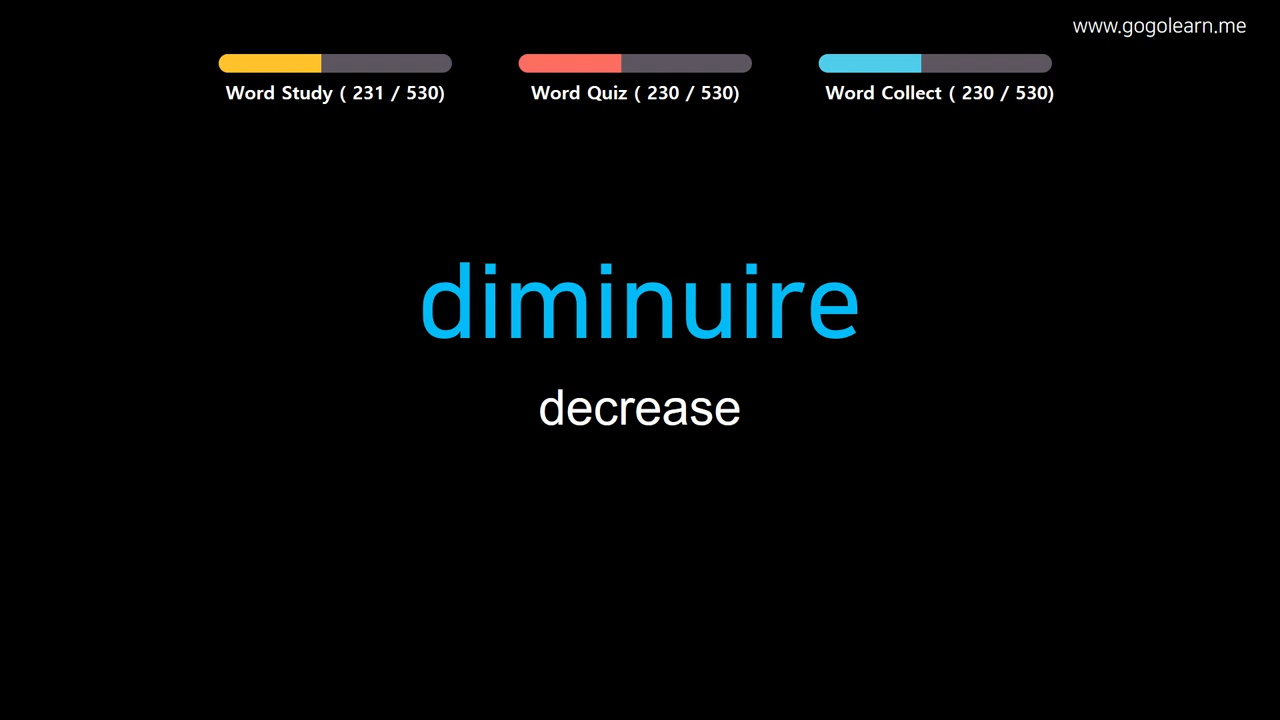 www.gogolearn.me
Word Study ( 231 / 530)
Word Quiz ( 230 / 530)
Word Collect ( 230 / 530)
diminuire
decrease